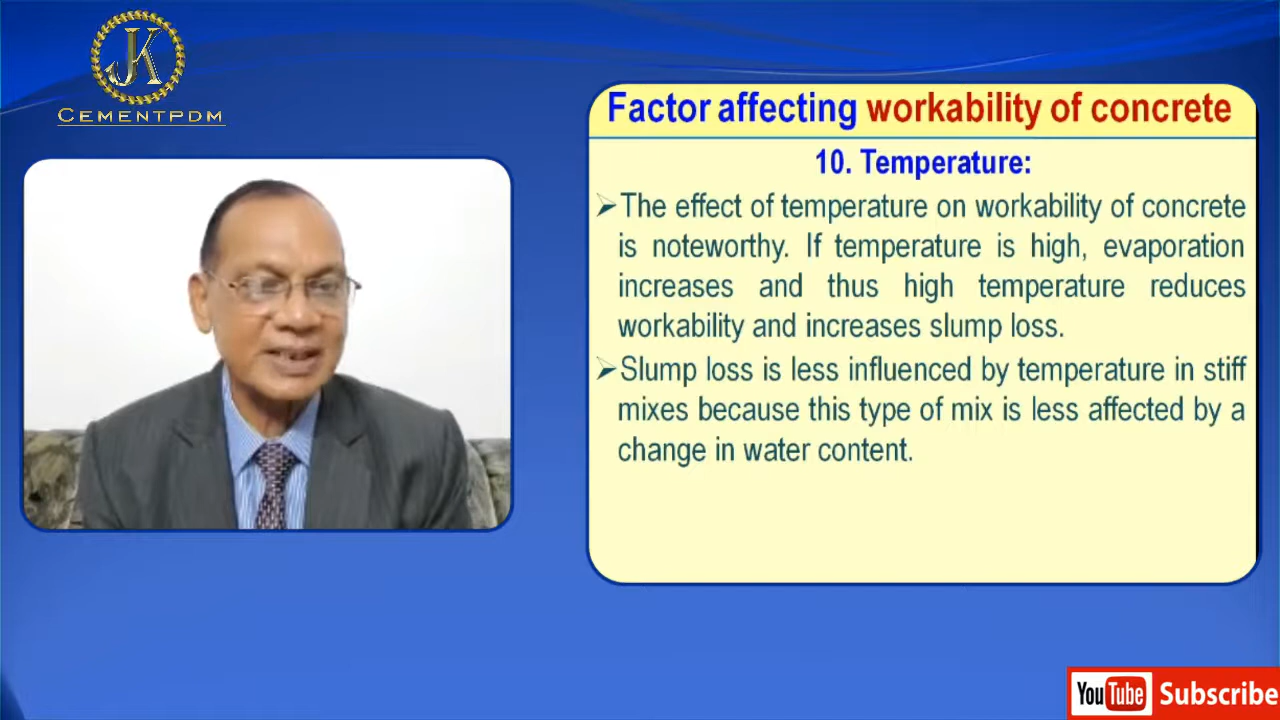 JK
CEMENTPDM
Factor affecting workability of concrete
10. Temperature:
➢The effect of temperature on workability of concrete
is noteworthy. If temperature is high, evaporation
increases and thus high temperature reduces
workability and increases slump loss.
➢Slump loss is less influenced by temperature in stiff
mixes because this type of mix is less affected by a
change in water content.
YouTube Subscribe